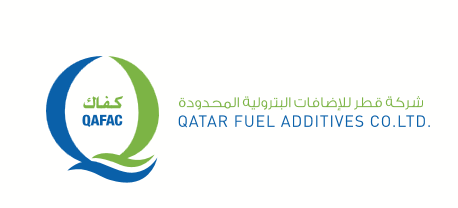 كفاك
QAFAC
شركة قطر للإضافات البترولية المحدودة
QATAR FUEL ADDITIVES CO.LTD.